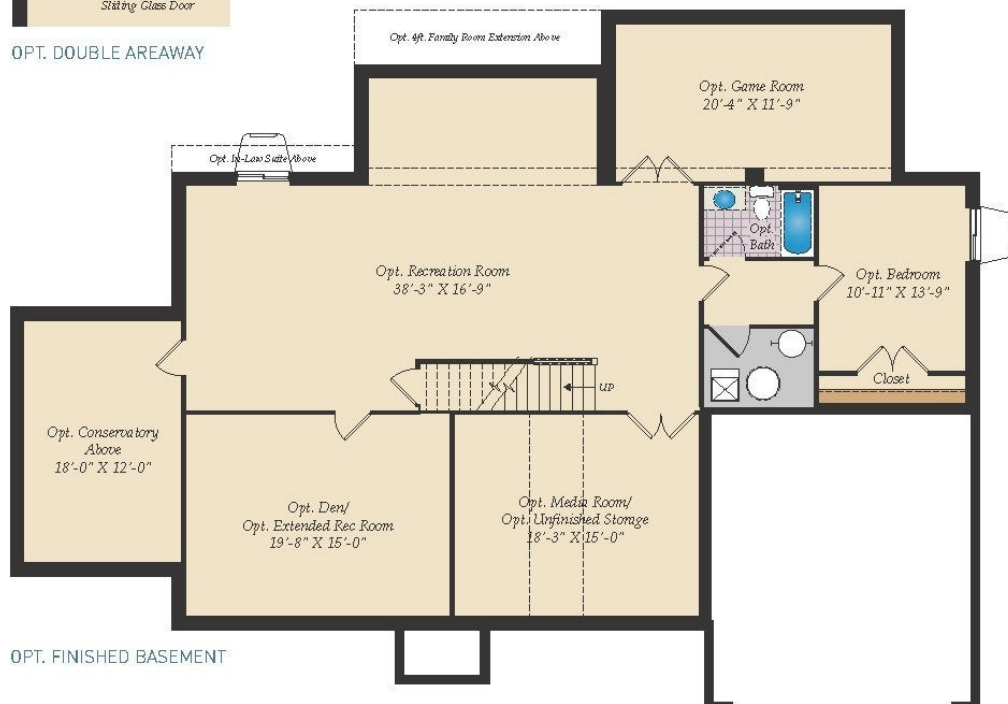 Sliding Glass Door
OPT. DOUBLE AREAWAY
Opt. 4ft. Family Room Extension Above
Opt. Game Room
20'-4" X 11'-9"
Opt. In-Law Suite Above
Opt.
Bath
Opt. Recreation Room
38'-3" X 16'-9"
Opt. Bedroom
10'-11" X 13'-9"
Closet
UP
Opt. Conservatory
Above
18'-0" X 12'-0"
Opt. Den/
Opt. Extended Rec Room
19'-8" X 15'-0"
Opt. Media Room/
Opt. Unfinished Storage
18'-3" X 15'-0"
OPT. FINISHED BASEMENT